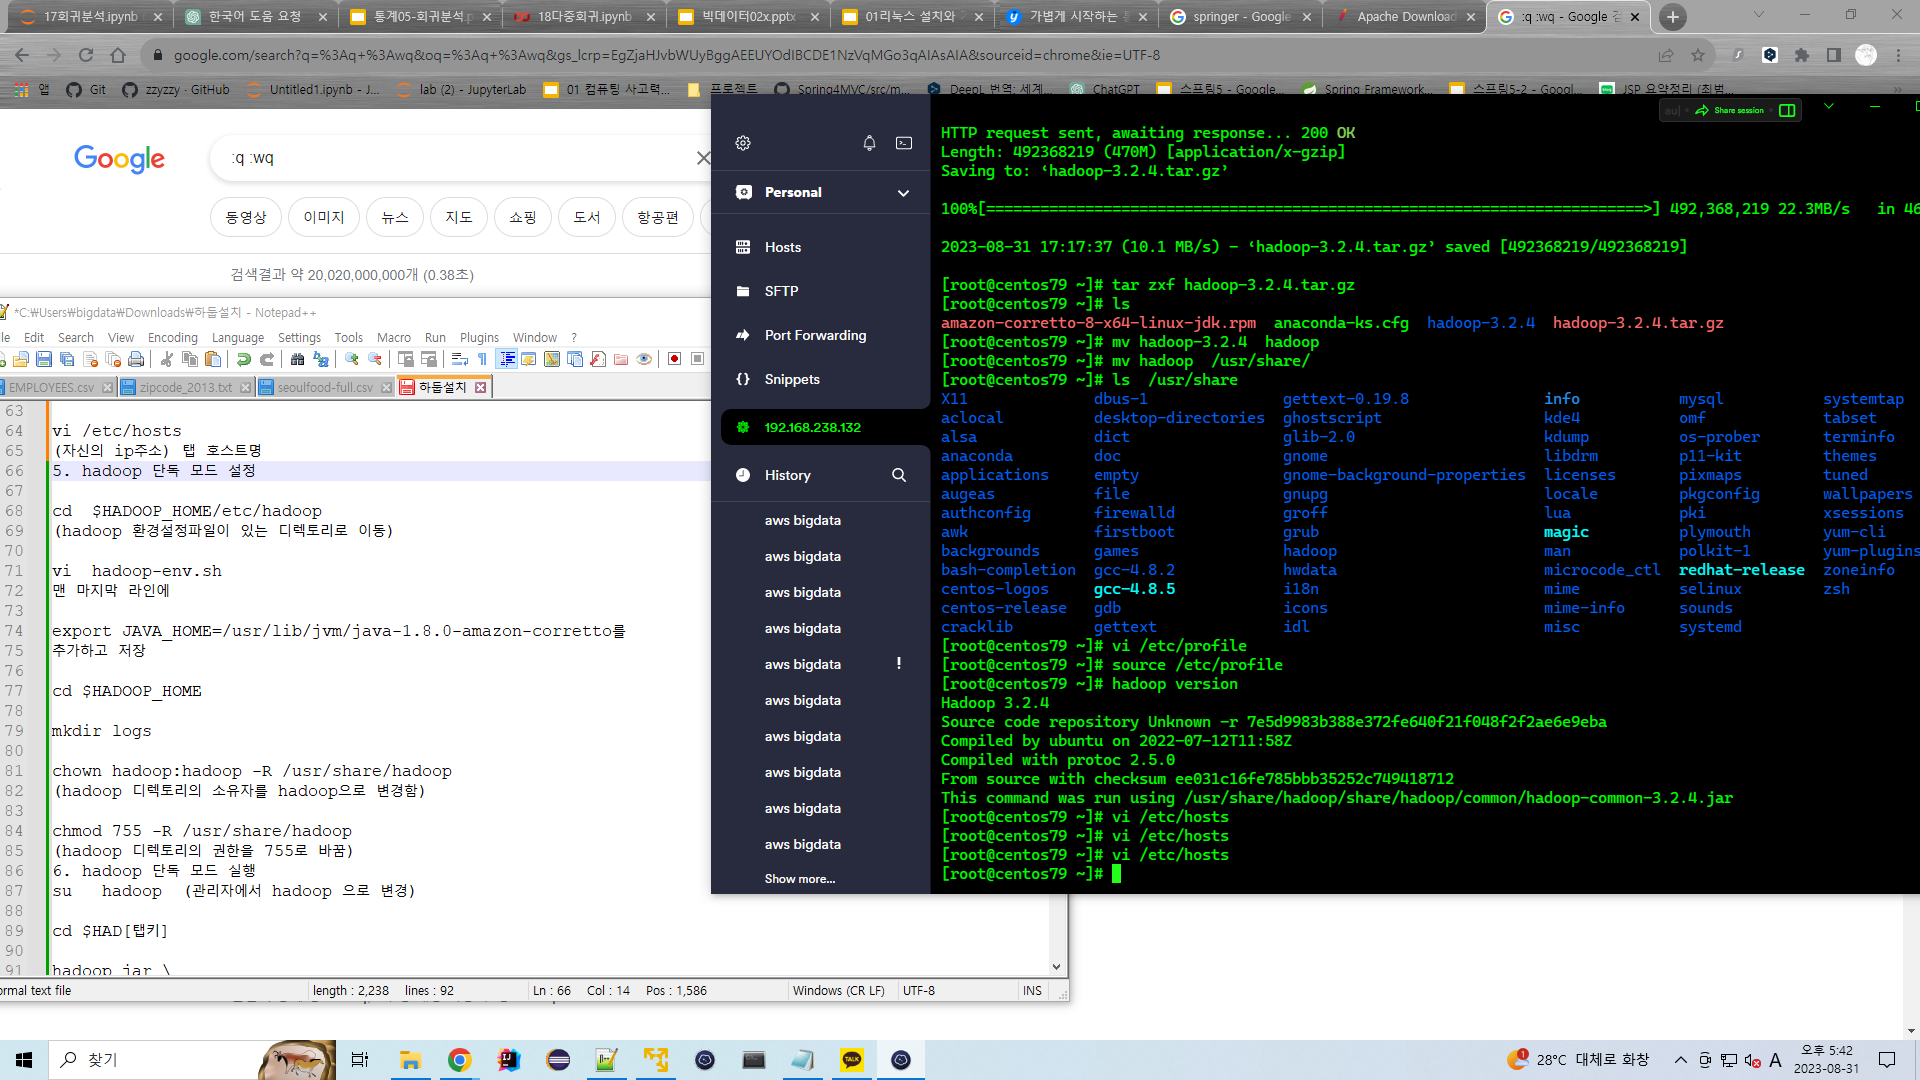 17회귀분석.ipynb
한국어 도움 요청
통계05-회귀분석.p
18다중회귀.ipynb
빅데이터02x.pptx
01리눅스 설치와
가볍게 시작하는
springer - Google
Apache Download
:q :wq - Google
google.com/search?q=%3Aq+%3Awq&oq=%3Aq+%3Awq&gs_lcrp=EgZjaHJvbWUyBggAEEUYOdIBCDE1NzVqMGo3qAIAsAIA&sourceid=chrome&ie=UTF-8
앱
Git
zzyzzy · GitHub
Untitled1.ipynb - J...
lab (2) - JupyterLab
01 컴퓨팅 사고력...
프로젝트
Spring4MVC/src/m...
DeepL 번역: 세계...
ChatGPT
스프링5 - Google...
Spring Framework...
스프링5-2 - Googl...
JSP 요약정리 (최범...
Google
:q :wq
동영상
이미지
뉴스
지도
쇼핑
도서
항공편
검색결과 약 20,020,000,000개 (0.38초)
*C:₩Users₩bigdata₩Downloads₩하둡설치 - Notepad++
le Edit Search View Encoding Language Settings Tools Macro Run Plugins Window ?
EMPLOYEES.csv
zipcode_2013.txt
seoulfood-full.csv
하둡설치
63
64 vi /etc/hosts
65 (자신의 ip주소) 탭 호스트명
66 5. hadoop 단독 모드 설정
67
68 cd  $HADOOP_HOME/etc/hadoop
69 (hadoop 환경설정파일이 있는 디렉토리로 이동)
70
71 vi  hadoop-env.sh
72 맨 마지막 라인에
73
74 export JAVA_HOME=/usr/lib/jvm/java-1.8.0-amazon-corretto를
75 추가하고 저장
76
77 cd $HADOOP_HOME
78
79 mkdir logs
80
81 chown hadoop:hadoop -R /usr/share/hadoop
82 (hadoop 디렉토리의 소유자를 hadoop으로 변경함)
83
84 chmod 755 -R /usr/share/hadoop
85 (hadoop 디렉토리의 권한을 755로 바꿈)
86 6. hadoop 단독 모드 실행
87 su   hadoop  (관리자에서 hadoop 으로 변경)
88
89 cd $HAD[탭키]
90
91 hadoop jar \
ormal text file
length : 2,238 lines : 92
Ln : 66 Col : 14 Pos : 1,586
Windows (CR LF)
UTF-8
INS
Personal
Hosts
SFTP
Port Forwarding
Snippets
192.168.238.132
History
aws bigdata
aws bigdata
aws bigdata
aws bigdata
aws bigdata !
aws bigdata
aws bigdata
aws bigdata
aws bigdata
aws bigdata
Show more...
Share session
HTTP request sent, awaiting response... 200 OK
Length: 492368219 (470M) [application/x-gzip]
Saving to: ‘hadoop-3.2.4.tar.gz’
100%[=========================================================================>] 492,368,219 22.3MB/s   in 46
2023-08-31 17:17:37 (10.1 MB/s) - ‘hadoop-3.2.4.tar.gz’ saved [492368219/492368219]
[root@centos79 ~]# tar zxf hadoop-3.2.4.tar.gz
[root@centos79 ~]# ls
amazon-corretto-8-x64-linux-jdk.rpm  anaconda-ks.cfg  hadoop-3.2.4  hadoop-3.2.4.tar.gz
[root@centos79 ~]# mv hadoop-3.2.4  hadoop
[root@centos79 ~]# mv hadoop  /usr/share/
[root@centos79 ~]# ls  /usr/share
X11 dbus-1 gettext-0.19.8 info mysql systemtap
aclocal desktop-directories ghostscript kde4 omf tabset
alsa dict glib-2.0 kdump os-prober terminfo
anaconda doc gnome libdrm p11-kit themes
applications empty gnome-background-properties licenses pixmaps tuned
augeas file gnupg locale pkgconfig wallpapers
authconfig firewalld groff lua pki xsessions
awk firstboot grub magic plymouth yum-cli
backgrounds games hadoop man polkit-1 yum-plugins
bash-completion gcc-4.8.2 hwdata microcode_ctl redhat-release zoneinfo
centos-logos gcc-4.8.5 i18n mime selinux zsh
centos-release gdb icons mime-info sounds
cracklib gettext idl misc systemd
[root@centos79 ~]# vi /etc/profile
[root@centos79 ~]# source /etc/profile
[root@centos79 ~]# hadoop version
Hadoop 3.2.4
Source code repository Unknown -r 7e5d9983b388e372fe640f21f048f2f2ae6e9eba
Compiled by ubuntu on 2022-07-12T11:58Z
Compiled with protoc 2.5.0
From source with checksum ee031c16fe785bbb35252c749418712
This command was run using /usr/share/hadoop/share/hadoop/common/hadoop-common-3.2.4.jar
[root@centos79 ~]# vi /etc/hosts
[root@centos79 ~]# vi /etc/hosts
[root@centos79 ~]# vi /etc/hosts
[root@centos79 ~]#
찾기
TALK
1
28°C 대체로 화창
A
오후 5:42
2023-08-31